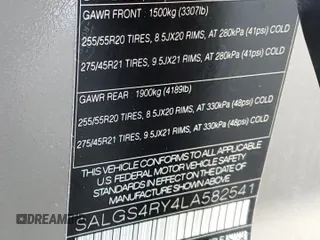 GAWR FRONT : 1500kg (3307lb)
255/55R20 TIRES, 8.5JX20 RIMS, AT 280kPa (41psi) COLD
275/45R21 TIRES, 9.5JX21 RIMS, AT 280kPa (41psi) COLD
GAWR REAR : 1900kg (4189lb)
255/55R20 TIRES, 8.5JX20 RIMS, AT 330kPa (48psi) COLD
275/45R21 TIRES, 9.5JX21 RIMS, AT 330kPa (48psi) COLD
THIS VEHICLE CONFORMS TO ALL APPLICABLE
U.S. FEDERAL MOTOR VEHICLE SAFETY
STANDARDS IN EFFECT ON THE DATE OF
MANUFACTURE SHOWN ABOVE.
SALGS4RY4LA582541